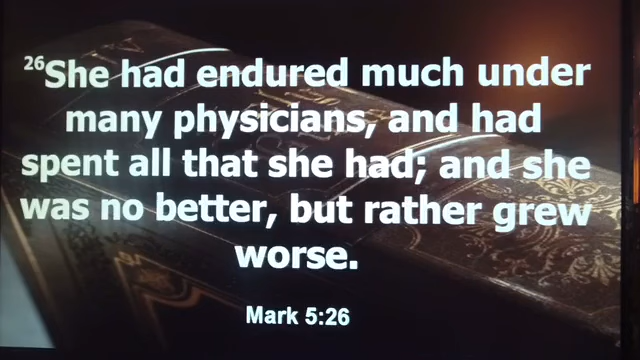 26She had endured much under
many physicians, and had
spent all that she had; and she
was no better, but rather grew
worse.
Mark 5:26